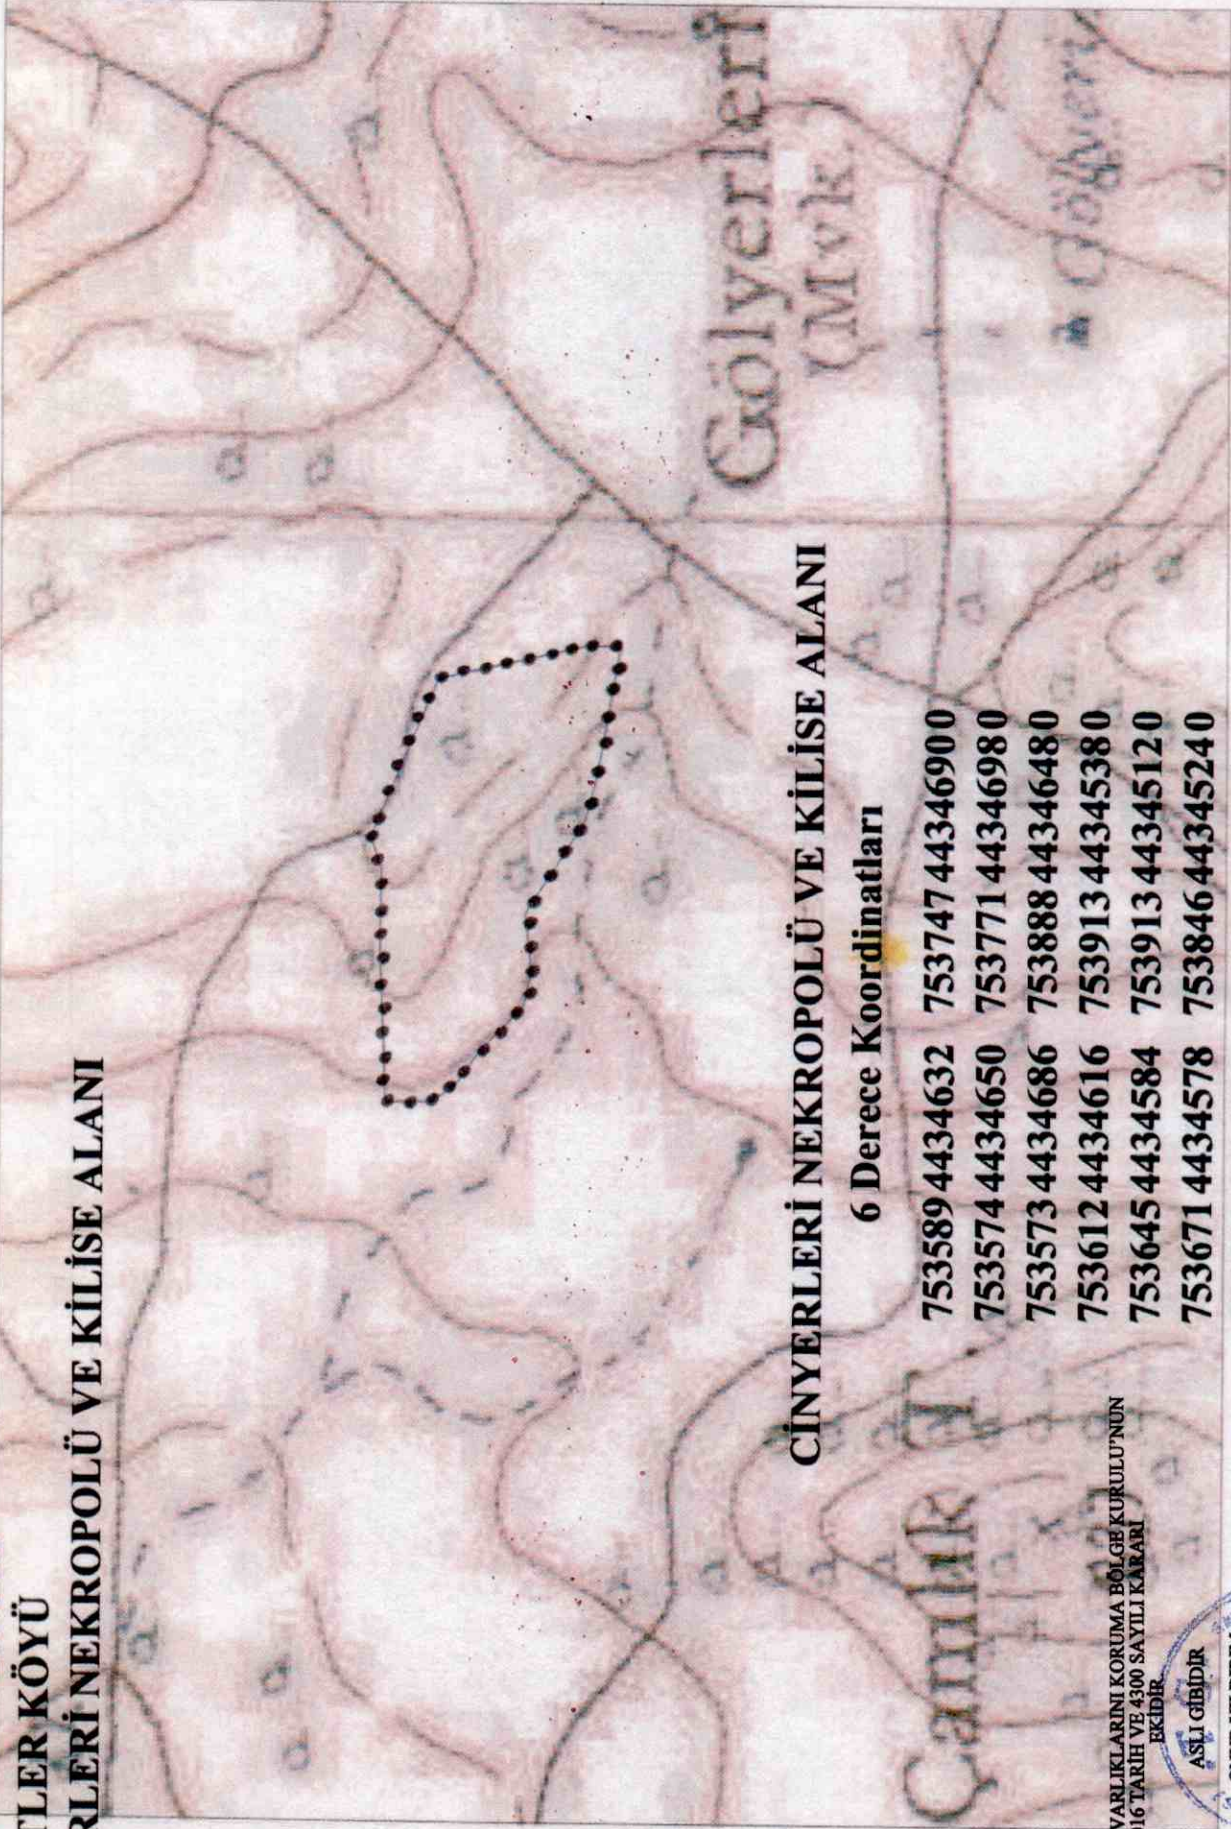 TLER KÖYÜ
RLERİ NEKROPOLÜ VE KİLİSE ALANI
Gölyerleri
(Mvk.
Gölyeri
CİNYERLERİ NEKROPOLÜ VE KİLİSE ALANI
6 Derece Koordinatları
753589 4434632 753747 4434690 0
753574 4434650 753771 4434698 0
753573 4434686 753888 4434648 0
753612 4434616 753913 4434538 0
753645 4434584 753913 4434512 0
753671 4434578 753846 4434524 0
Çamlık T
VARLIKLARINI KORUMA BÖLGE KURULU'NUN
016 TARİH VE 4300 SAYILI KARARI
EKİDİR
ASLI GİBİDİR